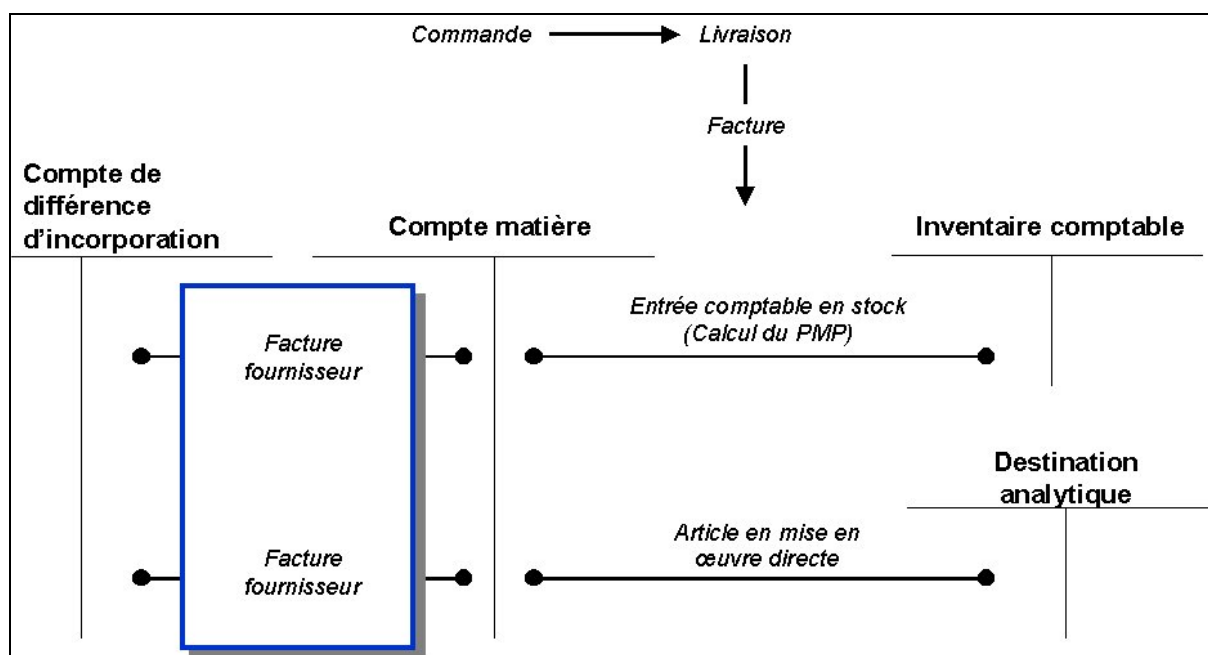 Commande
Livraison
Facture
Compte de
différence
d'incorporation
Compte matière
Inventaire comptable
Facture
fournisseur
Entrée comptable en stock
(Calcul du PMP)
Destination
analytique
Facture
fournisseur
Article en mise en
œuvre directe